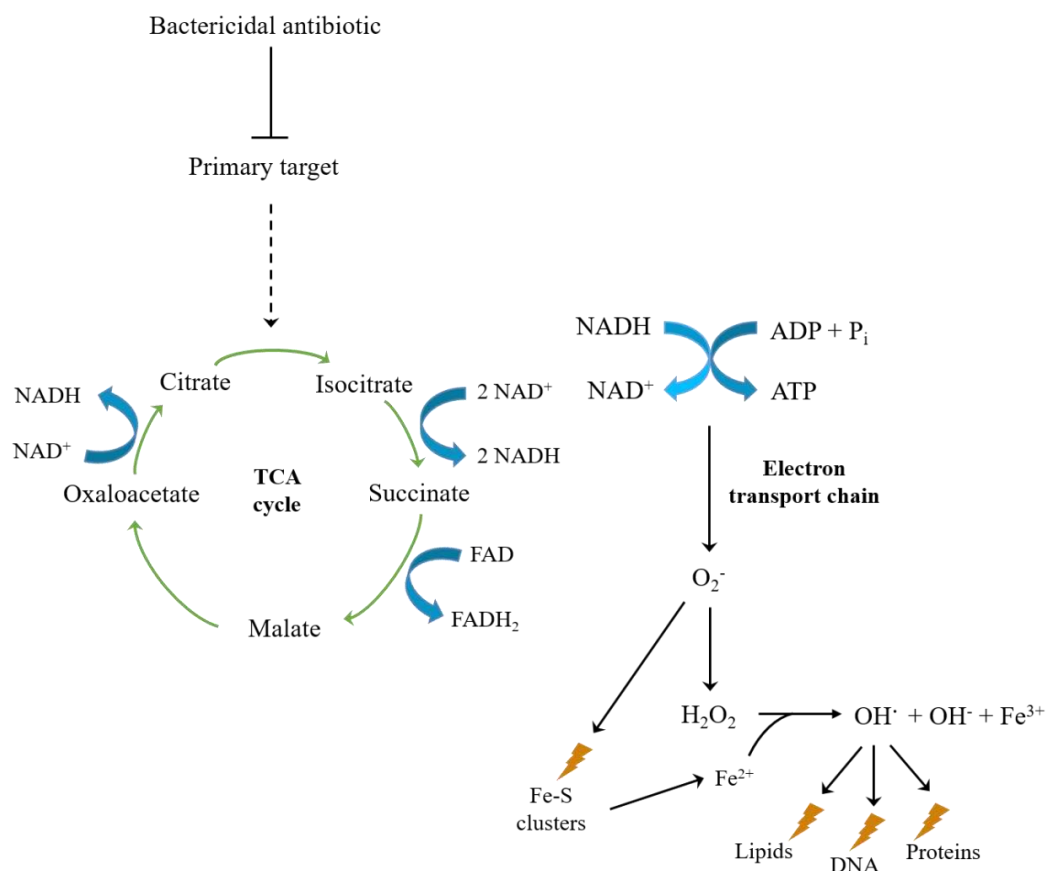 Bactericidal antibiotic
Primary target
Citrate
Isocitrate
NADH
NAD⁺
2 NAD⁺
2 NADH
Oxaloacetate
TCA
cycle
Succinate
FAD
FADH₂
Malate
NADH
ADP + Pᵢ
NAD⁺
ATP
Electron
transport chain
O₂⁻
H₂O₂
OH· + OH⁻ + Fe³⁺
Fe²⁺
Fe-S
clusters
Lipids
DNA
Proteins